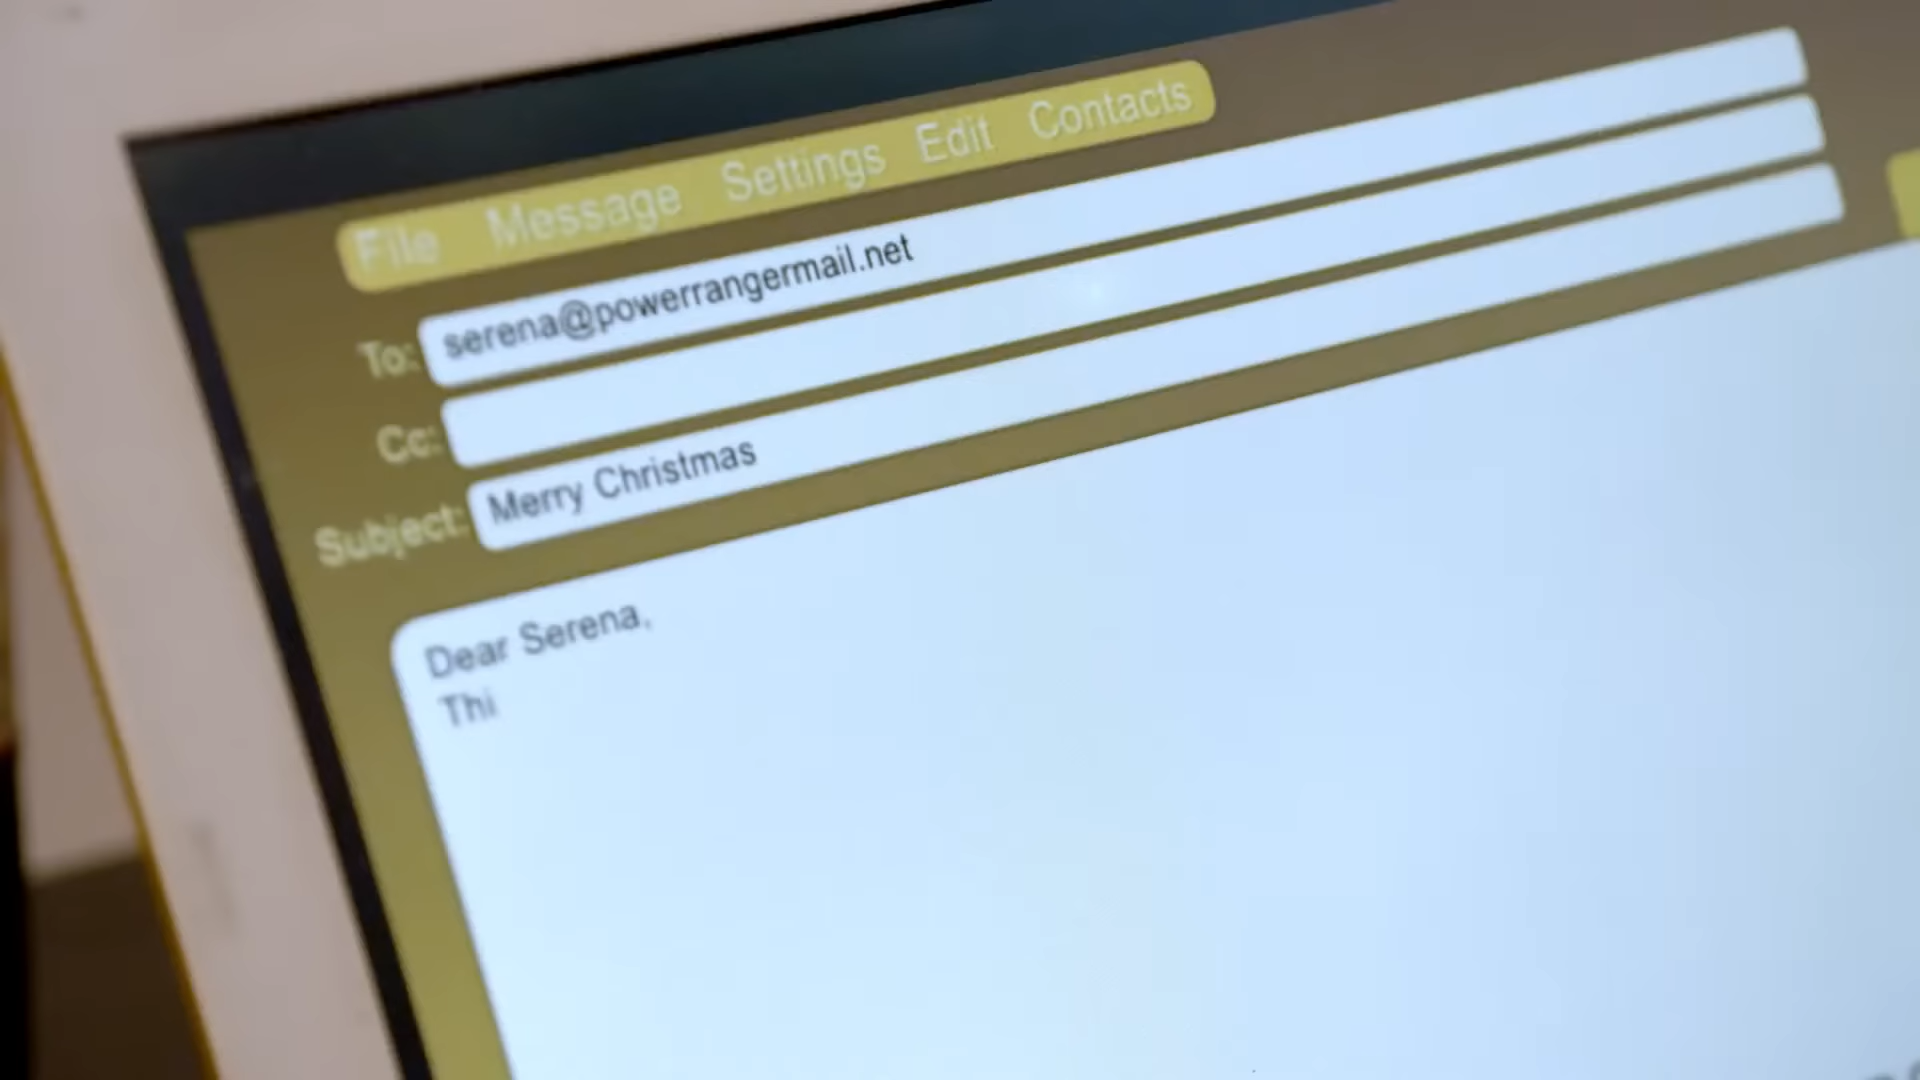 File Message Settings Edit Contacts
To: serena@powerrangermail.net
Cc:
Subject: Merry Christmas
Dear Serena,
Thi